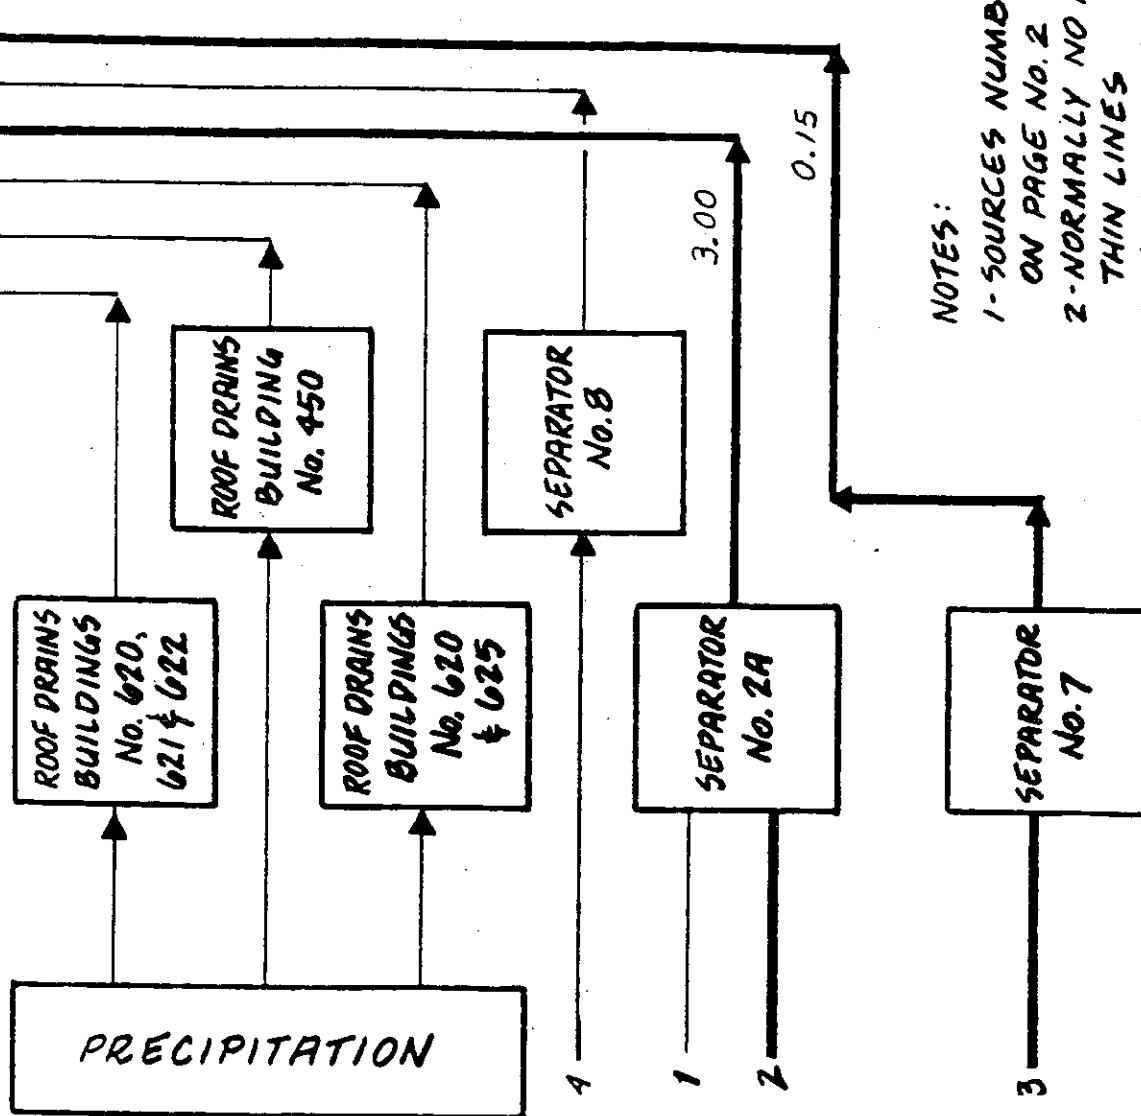 ROOF DRAINS
BUILDINGS
No. 620,
621 & 622
ROOF DRAINS
BUILDING
No. 450
ROOF DRAINS
BUILDINGS
No. 620
& 625
SEPARATOR
No. 8
SEPARATOR
No. 2A
SEPARATOR
No. 7
PRECIPITATION
4
1
2
3
3.00
0.15
NOTES:
1- SOURCES NUMB
ON PAGE No. 2
2- NORMALLY NO
THIN LINES